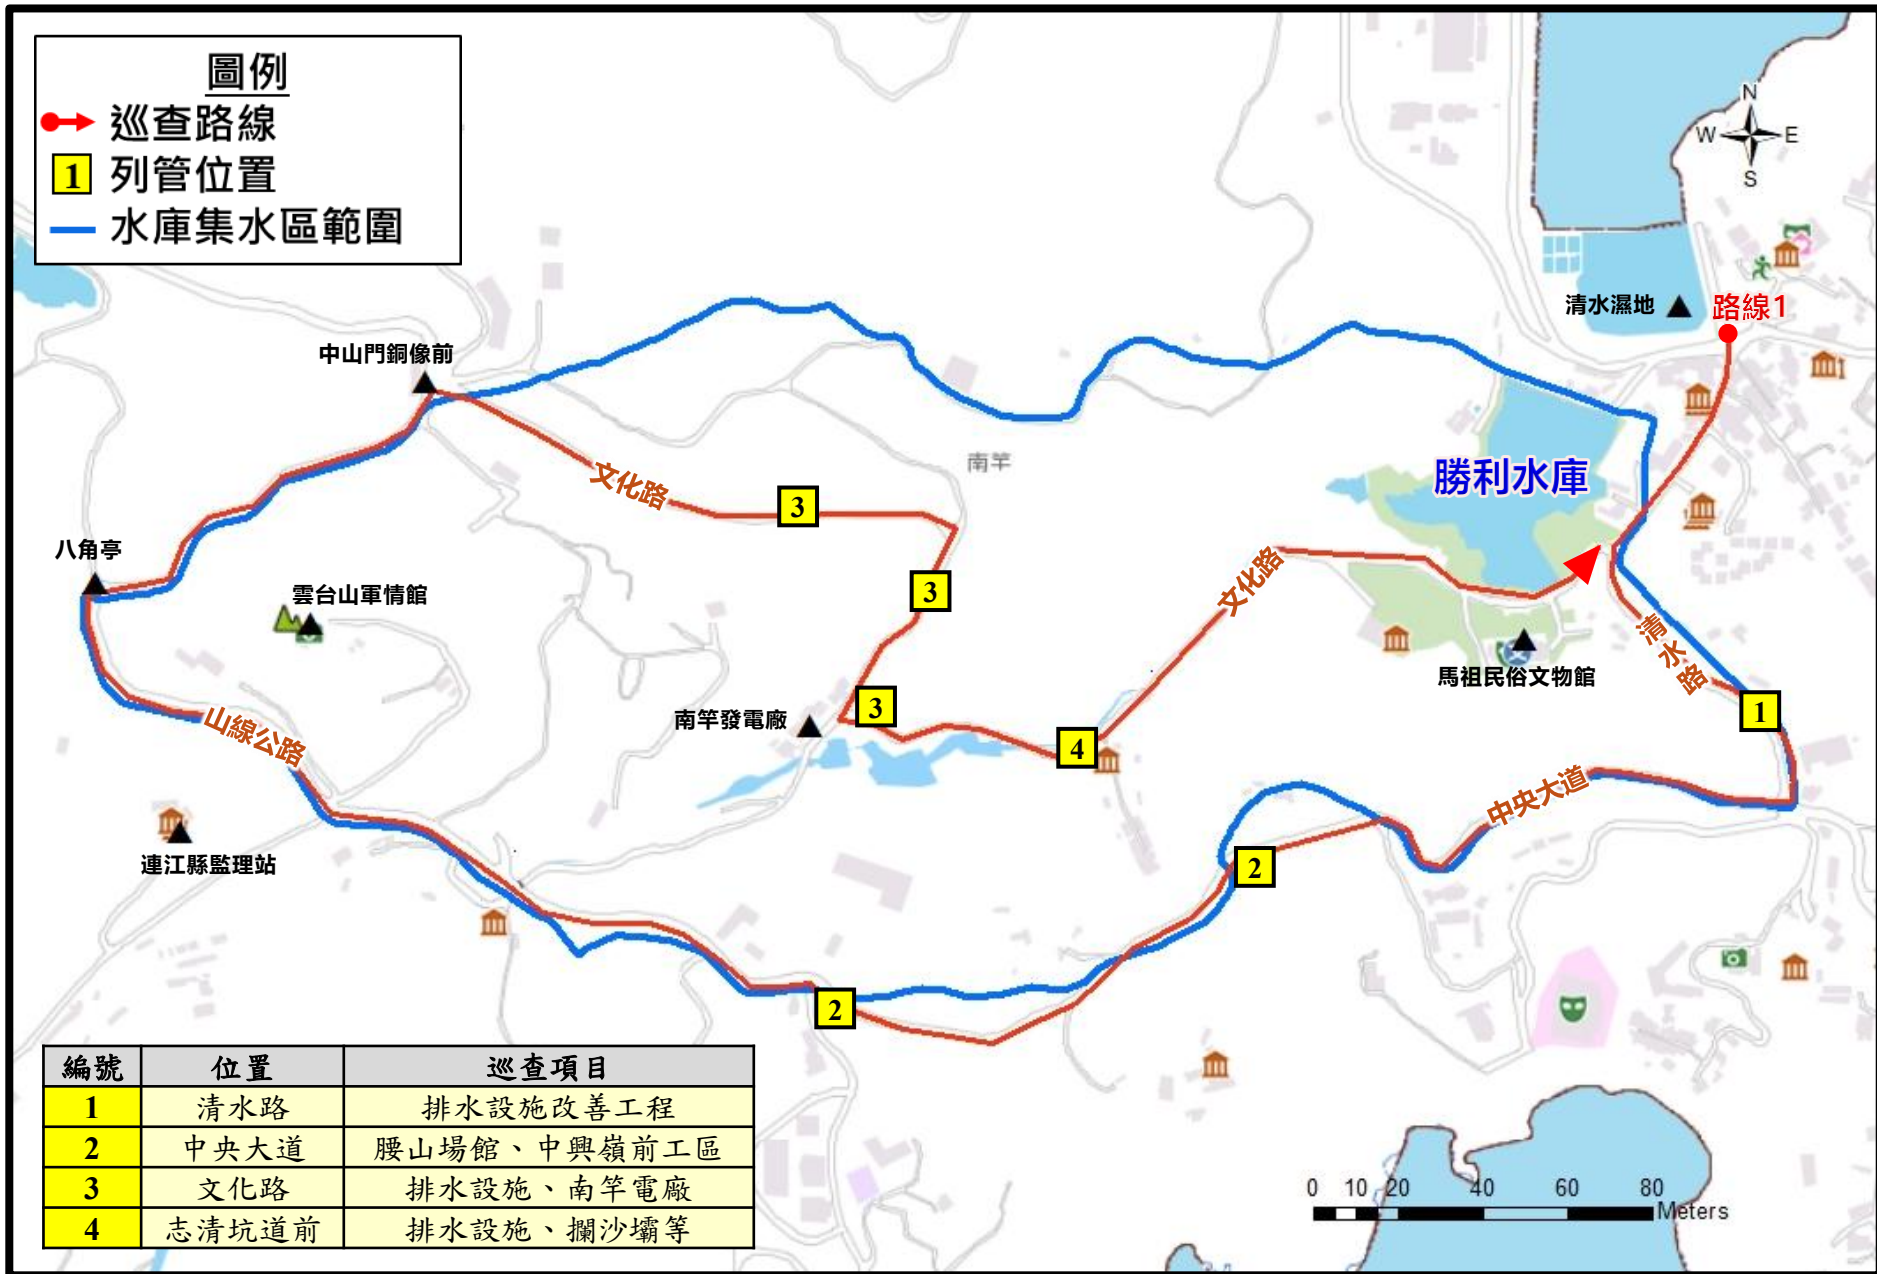 圖例
巡查路線
1 列管位置
水庫集水區範圍
N
W E
S
清水濕地
路線1
中山門銅像前
南竿
文化路
3
勝利水庫
八角亭
雲台山軍情館
3
文化路
清水路
馬祖民俗文物館
山線公路
南竿發電廠
3
4
1
中央大道
連江縣監理站
2
2
編號 位置 巡查項目
1 清水路 排水設施改善工程
2 中央大道 腰山場館、中興嶺前工區
3 文化路 排水設施、南竿電廠
4 志清坑道前 排水設施、攔沙壩等
0 10 20 40 60 80
Meters